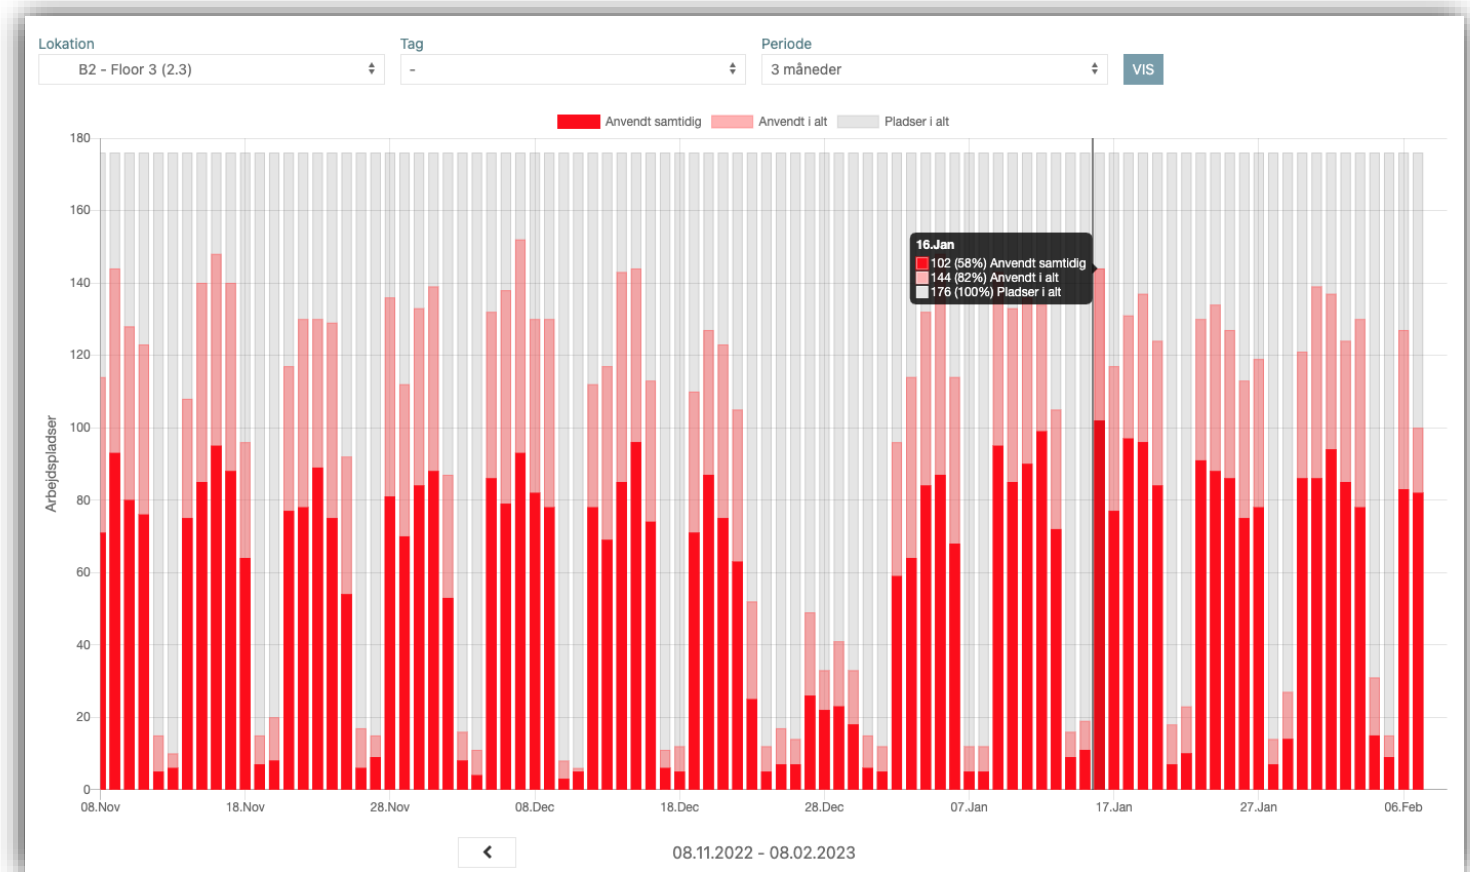 Lokation Tag Periode
B2 - Floor 3 (2.3) - 3 måneder VIS
Anvendt samtidig Anvendt i alt Pladser i alt
180
160
16.Jan
102 (58%) Anvendt samtidig
144 (82%) Anvendt i alt
176 (100%) Pladser i alt
140
120
100
Arbejdspladser
80
60
40
20
0
08.Nov 18.Nov 28.Nov 08.Dec 18.Dec 28.Dec 07.Jan 17.Jan 27.Jan 06.Feb
08.11.2022 - 08.02.2023